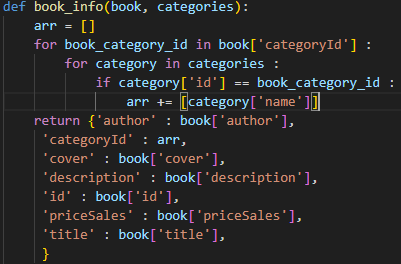 def book_info(book, categories):
    arr = []
    for book_category_id in book['categoryId'] :
        for category in categories :
            if category['id'] == book_category_id :
                arr += [category['name']]
    return {'author' : book['author'],
     'categoryId' : arr,
     'cover' : book['cover'],
     'description' : book['description'],
     'id' : book['id'],
     'priceSales' : book['priceSales'],
     'title' : book['title'],
     }